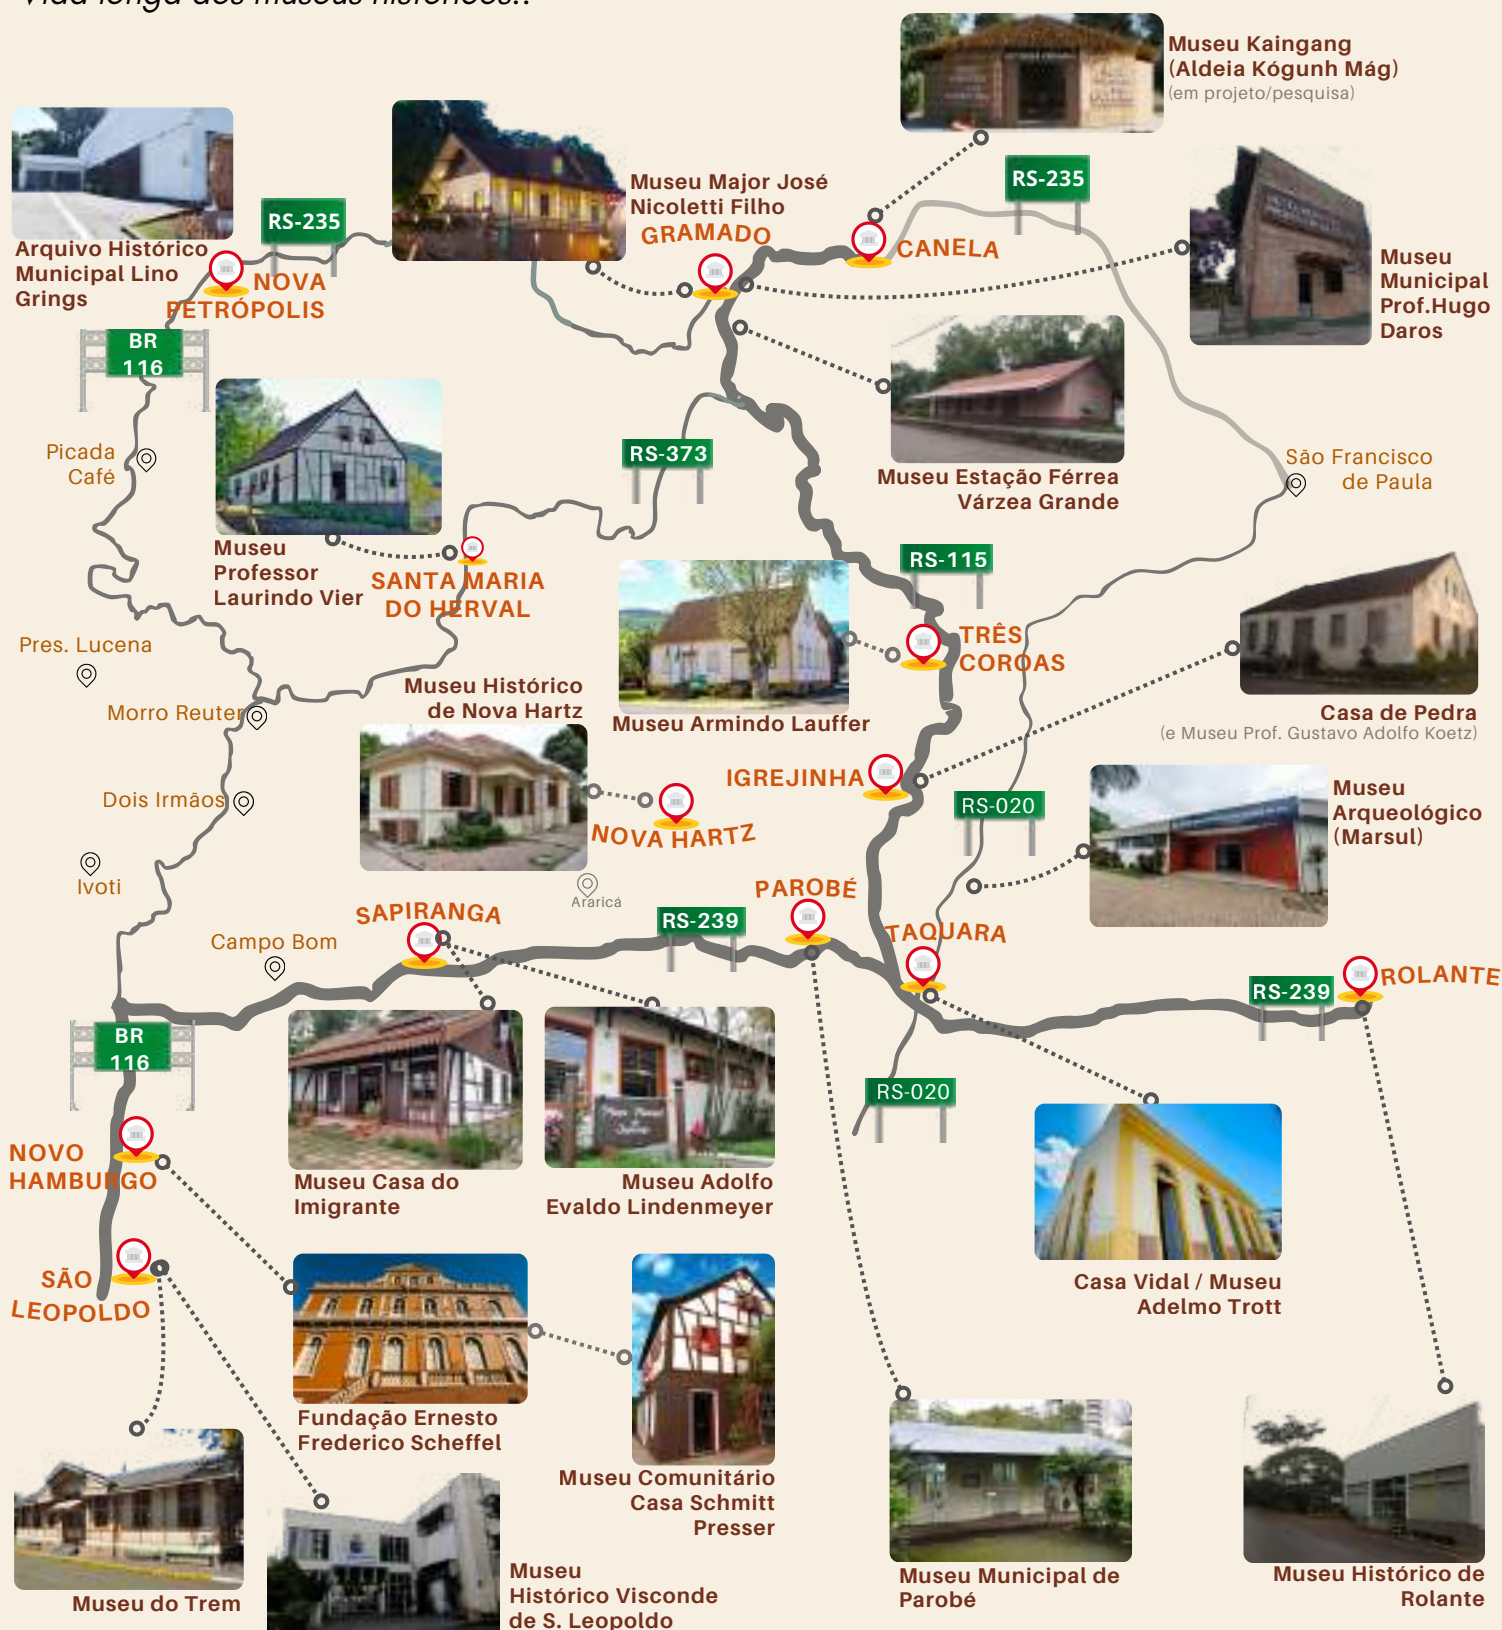 Vida longa aos museus históricos!!
Museu Kaingang
(Aldeia Kógunh Mág)
(em projeto/pesquisa)
RS-235
RS-235
Museu Major José
Nicoletti Filho
GRAMADO
CANELA
Arquivo Histórico
Municipal Lino
Grings
NOVA
PETRÓPOLIS
Museu
Municipal
Prof.Hugo
Daros
BR
116
Picada
Café
RS-373
Museu Estação Férrea
Várzea Grande
São Francisco
de Paula
Museu
Professor
Laurindo Vier
SANTA MARIA
DO HERVAL
RS-115
TRÊS
COROAS
Pres. Lucena
Morro Reuter
Museu Histórico
de Nova Hartz
Museu Armindo Lauffer
Casa de Pedra
(e Museu Prof. Gustavo Adolfo Koetz)
IGREJINHA
Dois Irmãos
NOVA HARTZ
RS-020
Museu
Arqueológico
(Marsul)
Ivoti
Araricá
PAROBÉ
SAPIRANGA
RS-239
TAQUARA
Campo Bom
ROLANTE
RS-239
BR
116
RS-020
NOVO
HAMBURGO
Museu Casa do
Imigrante
Museu Adolfo
Evaldo Lindenmeyer
SÃO
LEOPOLDO
Casa Vidal / Museu
Adelmo Trott
Fundação Ernesto
Frederico Scheffel
Museu Comunitário
Casa Schmitt
Presser
Museu do Trem
Museu
Histórico Visconde
de S. Leopoldo
Museu Municipal de
Parobé
Museu Histórico de
Rolante